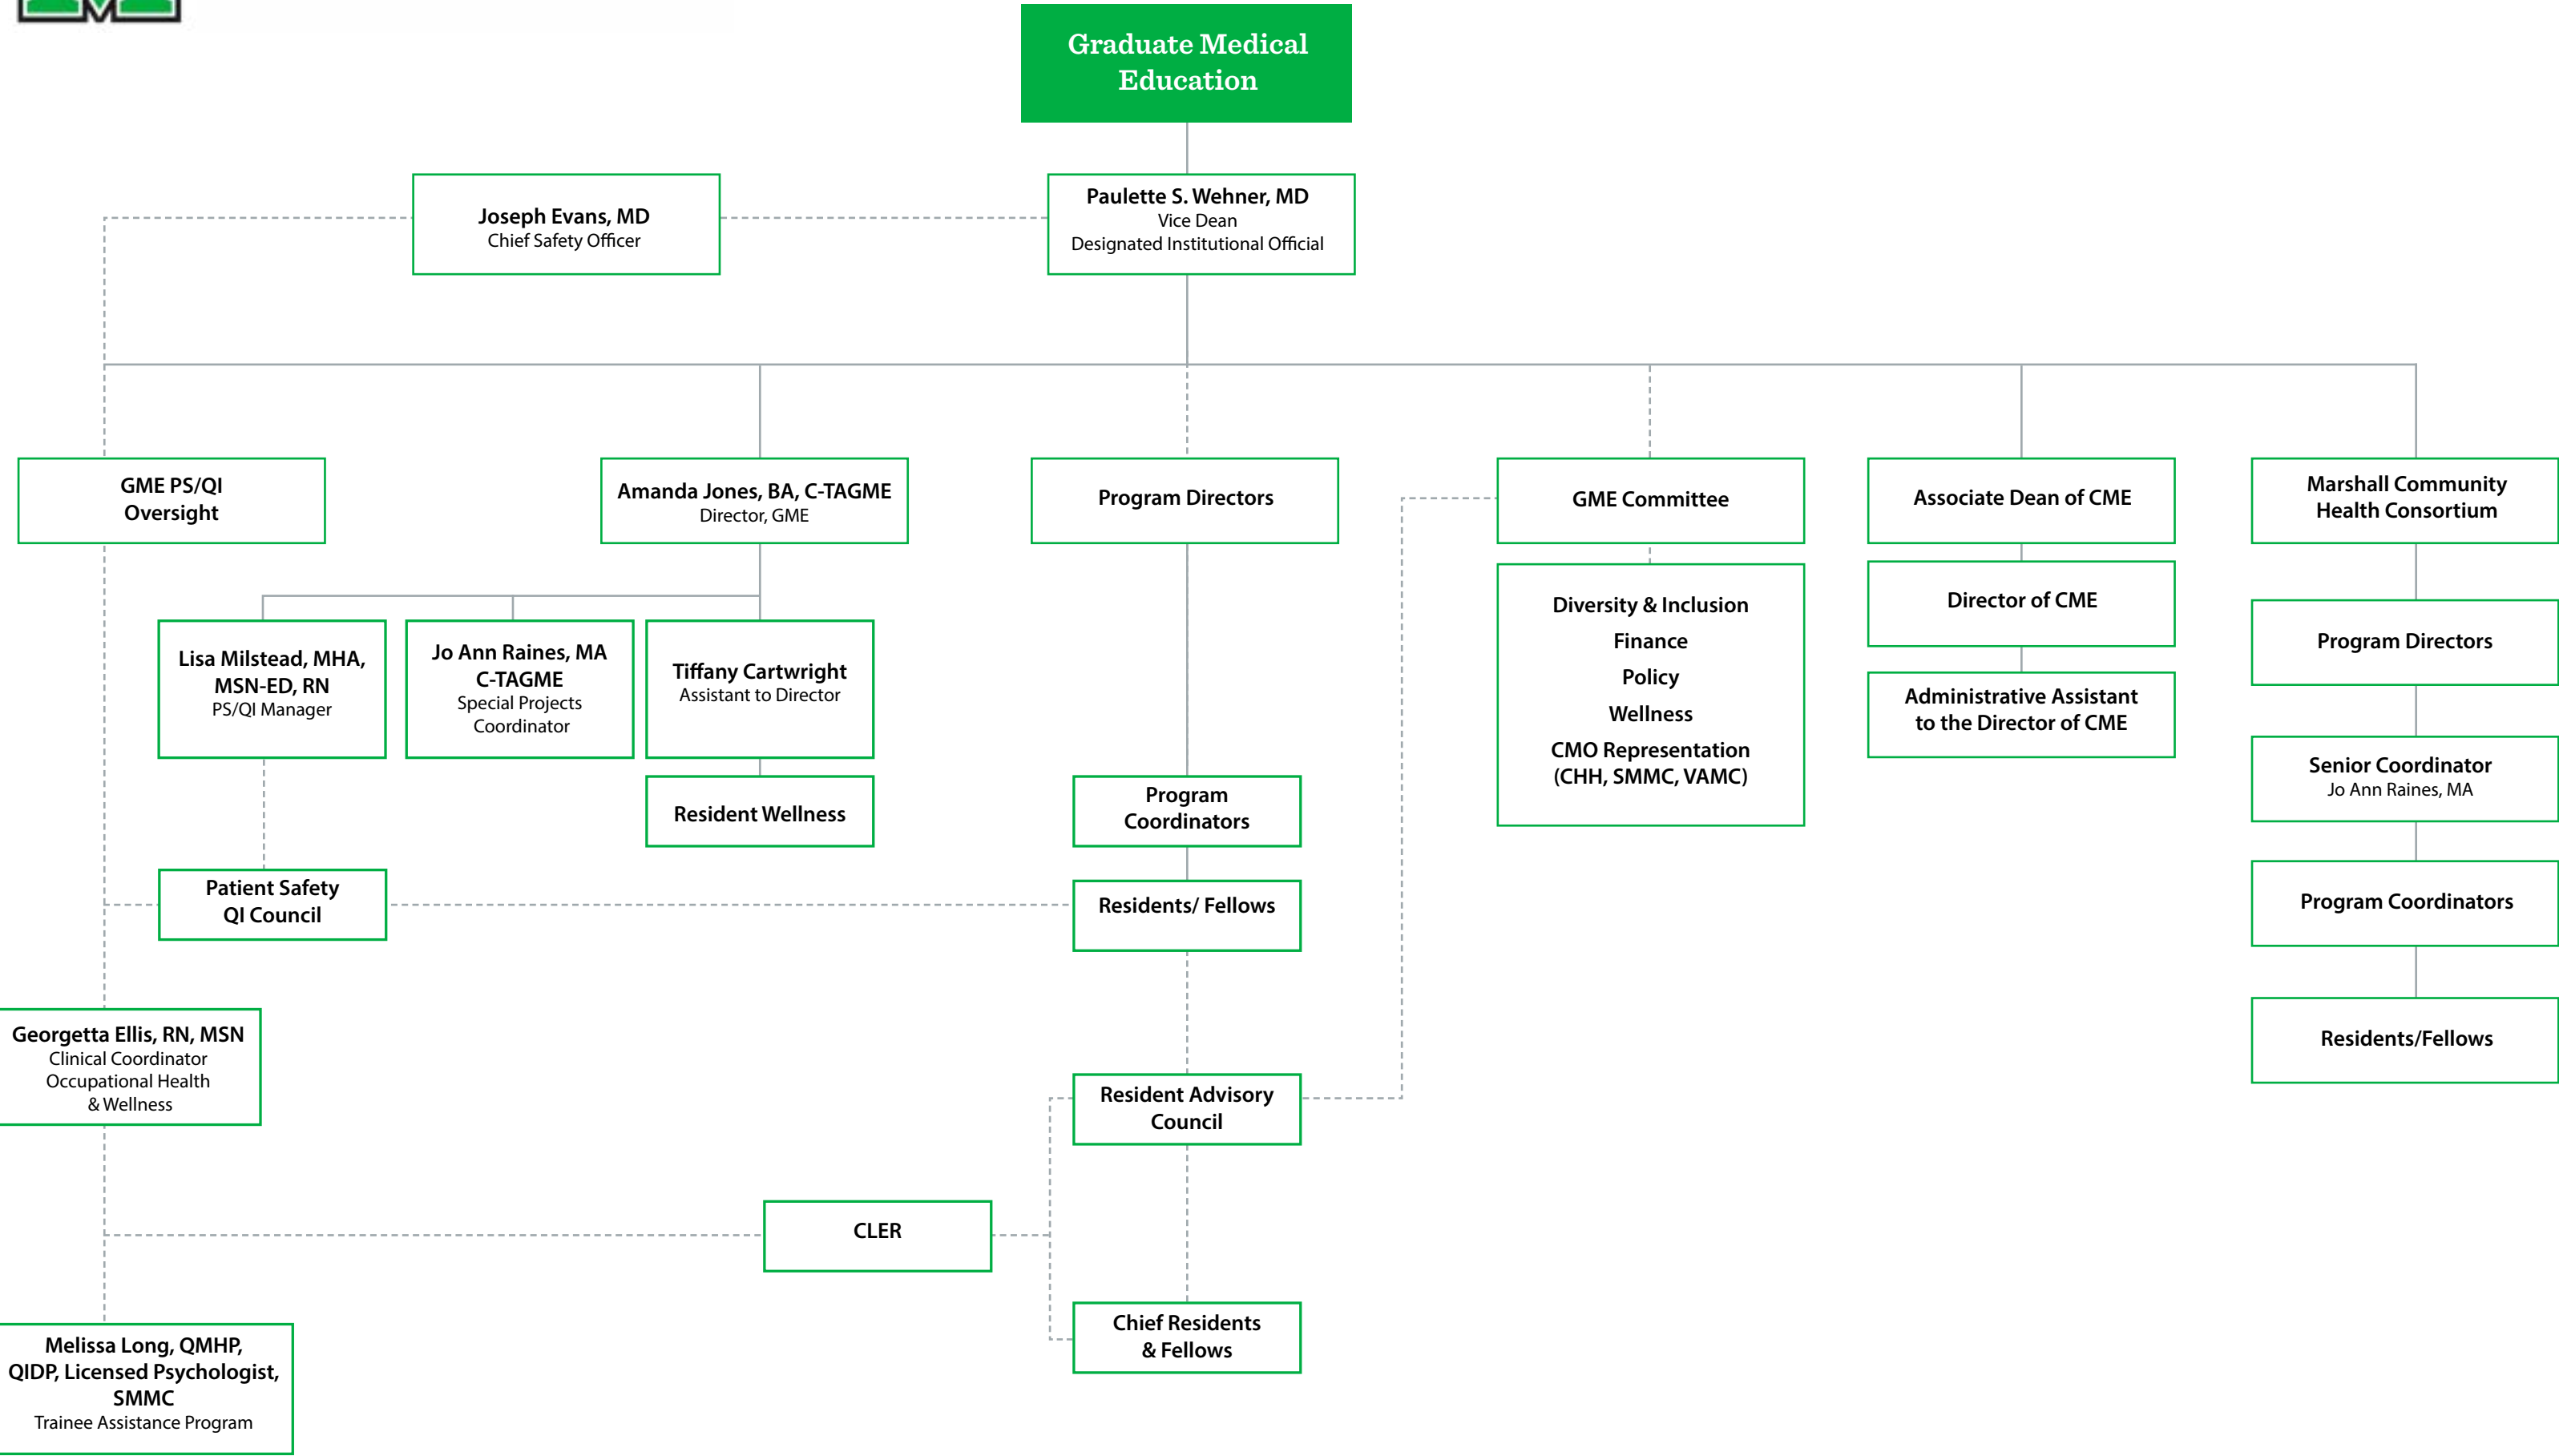 Graduate Medical
Education
Joseph Evans, MD
Chief Safety Officer
Paulette S. Wehner, MD
Vice Dean
Designated Institutional Official
GME PS/QI
Oversight
Amanda Jones, BA, C-TAGME
Director, GME
Program Directors
GME Committee
Associate Dean of CME
Marshall Community
Health Consortium
Lisa Milstead, MHA,
MSN-ED, RN
PS/QI Manager
Jo Ann Raines, MA
C-TAGME
Special Projects
Coordinator
Tiffany Cartwright
Assistant to Director
Resident Wellness
Diversity & Inclusion
Finance
Policy
Wellness
CMO Representation
(CHH, SMMC, VAMC)
Director of CME
Administrative Assistant
to the Director of CME
Program Directors
Senior Coordinator
Jo Ann Raines, MA
Program Coordinators
Residents/Fellows
Program
Coordinators
Patient Safety
QI Council
Residents/ Fellows
Georgetta Ellis, RN, MSN
Clinical Coordinator
Occupational Health
& Wellness
Resident Advisory
Council
CLER
Chief Residents
& Fellows
Melissa Long, QMHP,
QIDP, Licensed Psychologist,
SMMC
Trainee Assistance Program